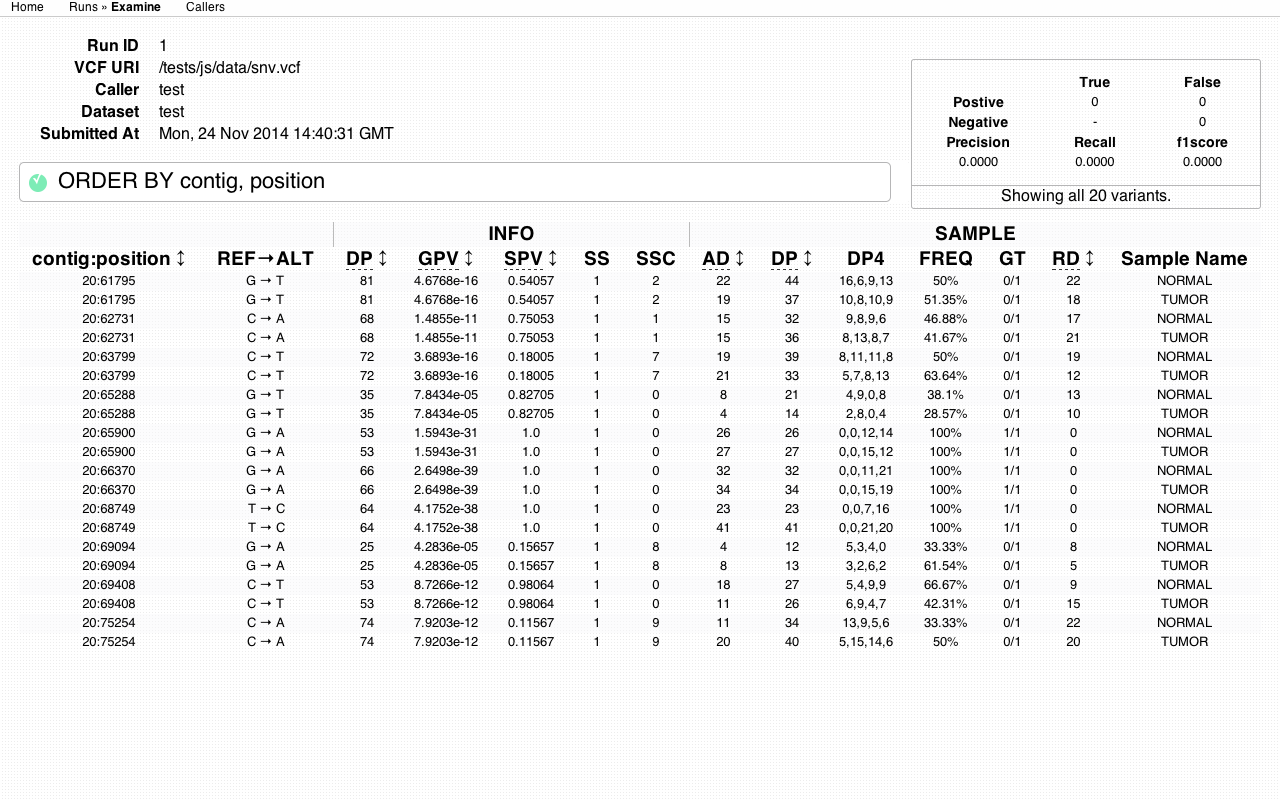 Home Runs » Examine Callers
Run ID 1
VCF URI /tests/js/data/snv.vcf
Caller test
Dataset test
Submitted At Mon, 24 Nov 2014 14:40:31 GMT
True False
Postive 0 0
Negative - 0
Precision Recall f1score
0.0000 0.0000 0.0000
Showing all 20 variants.
ORDER BY contig, position
INFO SAMPLE
contig:position ↕ REF→ALT DP ↕ GPV ↕ SPV ↕ SS SSC AD ↕ DP ↕ DP4 FREQ GT RD ↕ Sample Name
20:61795 G → T 81 4.6768e-16 0.54057 1 2 22 44 16,6,9,13 50% 0/1 22 NORMAL
20:61795 G → T 81 4.6768e-16 0.54057 1 2 19 37 10,8,10,9 51.35% 0/1 18 TUMOR
20:62731 C → A 68 1.4855e-11 0.75053 1 1 15 32 9,8,9,6 46.88% 0/1 17 NORMAL
20:62731 C → A 68 1.4855e-11 0.75053 1 1 15 36 8,13,8,7 41.67% 0/1 21 TUMOR
20:63799 C → T 72 3.6893e-16 0.18005 1 7 19 39 8,11,11,8 50% 0/1 19 NORMAL
20:63799 C → T 72 3.6893e-16 0.18005 1 7 21 33 5,7,8,13 63.64% 0/1 12 TUMOR
20:65288 G → T 35 7.8434e-05 0.82705 1 0 8 21 4,9,0,8 38.1% 0/1 13 NORMAL
20:65288 G → T 35 7.8434e-05 0.82705 1 0 4 14 2,8,0,4 28.57% 0/1 10 TUMOR
20:65900 G → A 53 1.5943e-31 1.0 1 0 26 26 0,0,12,14 100% 1/1 0 NORMAL
20:65900 G → A 53 1.5943e-31 1.0 1 0 27 27 0,0,15,12 100% 1/1 0 TUMOR
20:66370 G → A 66 2.6498e-39 1.0 1 0 32 32 0,0,11,21 100% 1/1 0 NORMAL
20:66370 G → A 66 2.6498e-39 1.0 1 0 34 34 0,0,15,19 100% 1/1 0 TUMOR
20:68749 T → C 64 4.1752e-38 1.0 1 0 23 23 0,0,7,16 100% 1/1 0 NORMAL
20:68749 T → C 64 4.1752e-38 1.0 1 0 41 41 0,0,21,20 100% 1/1 0 TUMOR
20:69094 G → A 25 4.2836e-05 0.15657 1 8 4 12 5,3,4,0 33.33% 0/1 8 NORMAL
20:69094 G → A 25 4.2836e-05 0.15657 1 8 8 13 3,2,6,2 61.54% 0/1 5 TUMOR
20:69408 C → T 53 8.7266e-12 0.98064 1 0 18 27 5,4,9,9 66.67% 0/1 9 NORMAL
20:69408 C → T 53 8.7266e-12 0.98064 1 0 11 26 6,9,4,7 42.31% 0/1 15 TUMOR
20:75254 C → A 74 7.9203e-12 0.11567 1 9 11 34 13,9,5,6 33.33% 0/1 22 NORMAL
20:75254 C → A 74 7.9203e-12 0.11567 1 9 20 40 5,15,14,6 50% 0/1 20 TUMOR